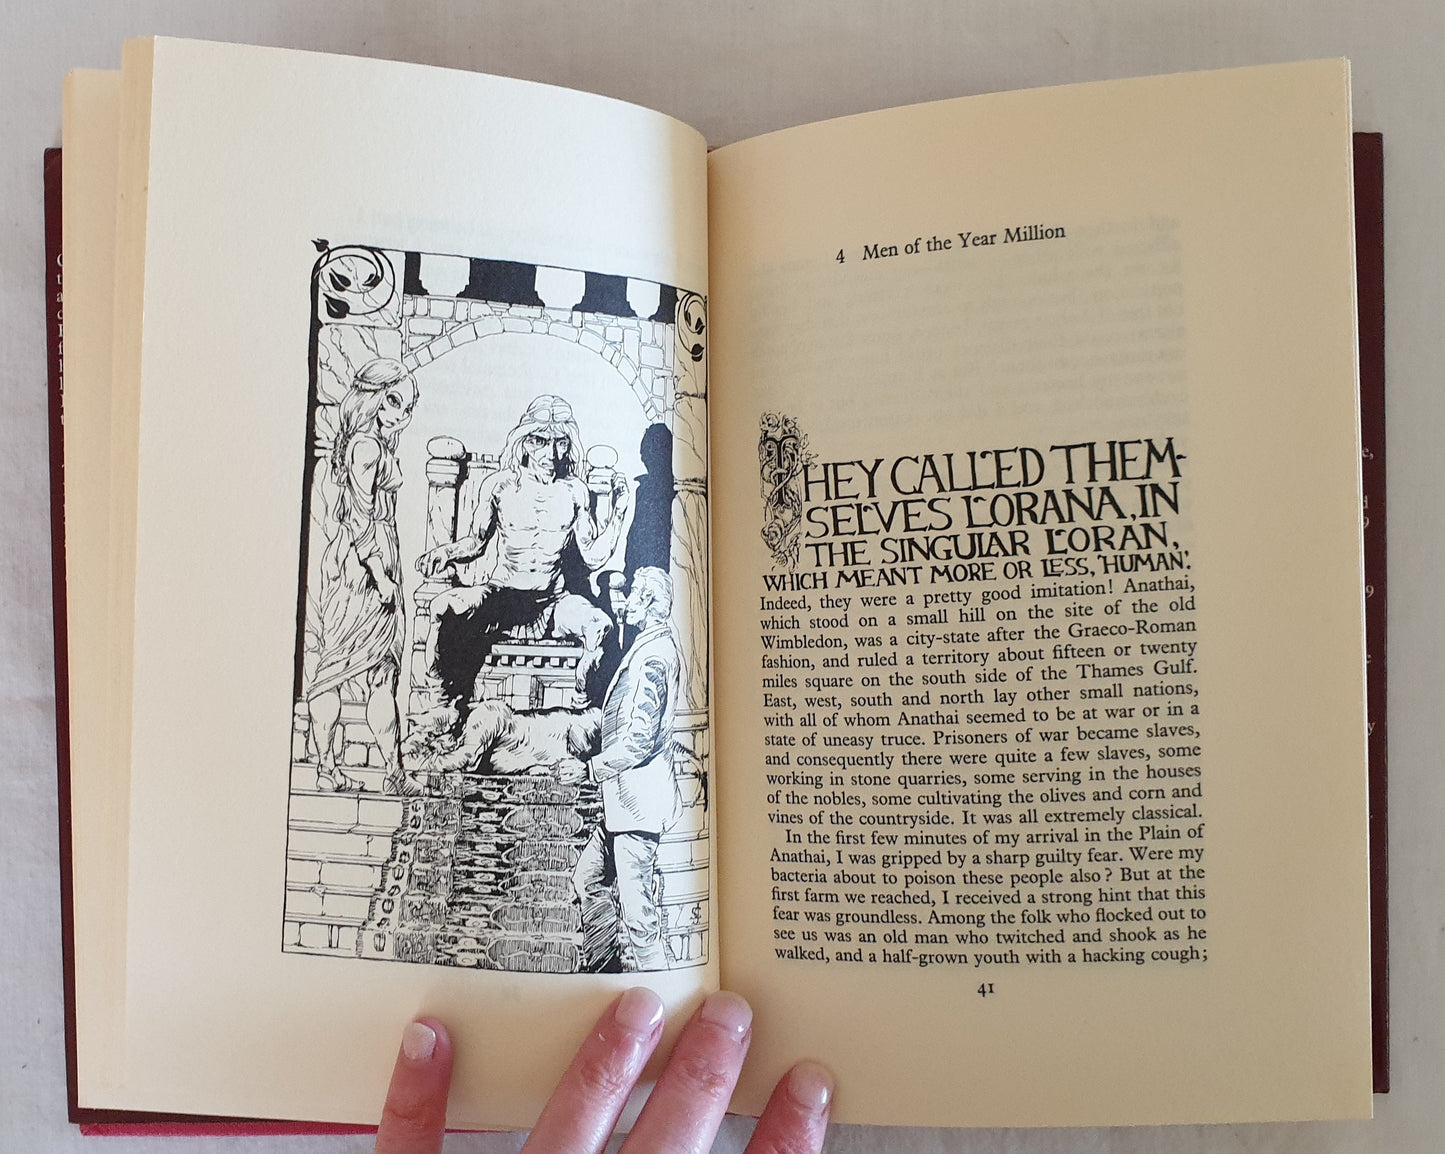 4 Men of the Year Million
THEY CALLED THEM-
SELVES LORANA, IN
THE SINGULAR LORAN,
WHICH MEANT MORE OR LESS, 'HUMAN'.
Indeed, they were a pretty good imitation! Anathai,
which stood on a small hill on the site of the old
Wimbledon, was a city-state after the Graeco-Roman
fashion, and ruled a territory about fifteen or twenty
miles square on the south side of the Thames Gulf.
East, west, south and north lay other small nations,
with all of whom Anathai seemed to be at war or in a
state of uneasy truce. Prisoners of war became slaves,
and consequently there were quite a few slaves, some
working in stone quarries, some serving in the houses
of the nobles, some cultivating the olives and corn and
vines of the countryside. It was all extremely classical.
In the first few minutes of my arrival in the Plain of
Anathai, I was gripped by a sharp guilty fear. Were my
bacteria about to poison these people also? But at the
first farm we reached, I received a strong hint that this
fear was groundless. Among the folk who flocked out to
see us was an old man who twitched and shook as he
walked, and a half-grown youth with a hacking cough;
41